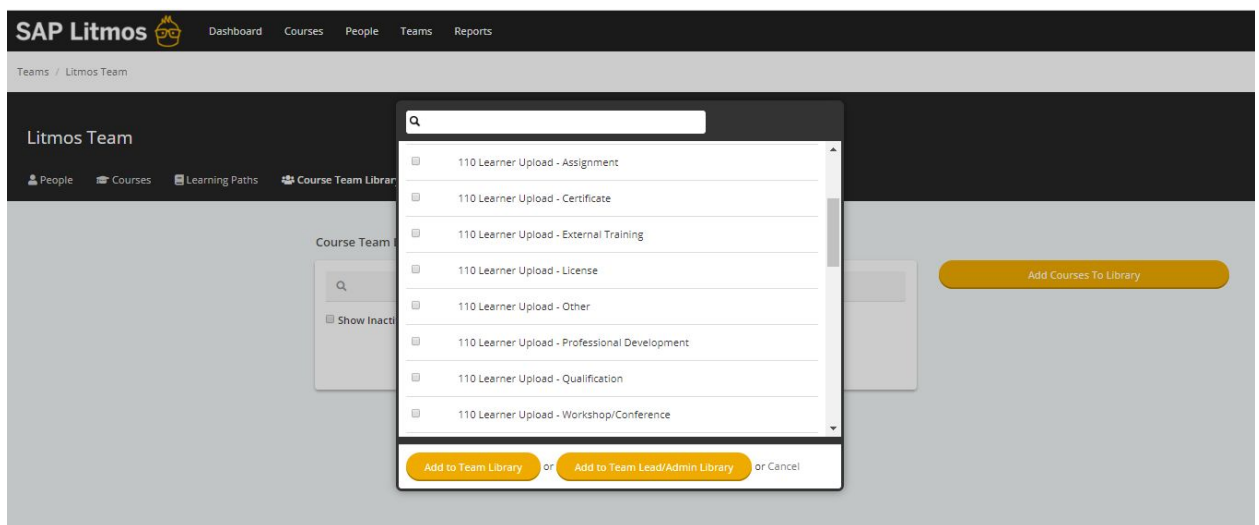 SAP Litmos Dashboard Courses People Teams Reports
Teams / Litmos Team
Litmos Team
People Courses Learning Paths Course Team Librar
Course Team
Show Inacti
Add Courses To Library
110 Learner Upload - Assignment
110 Learner Upload - Certificate
110 Learner Upload - External Training
110 Learner Upload - License
110 Learner Upload - Other
110 Learner Upload - Professional Development
110 Learner Upload - Qualification
110 Learner Upload - Workshop/Conference
Add to Team Library or Add to Team Lead/Admin Library or Cancel